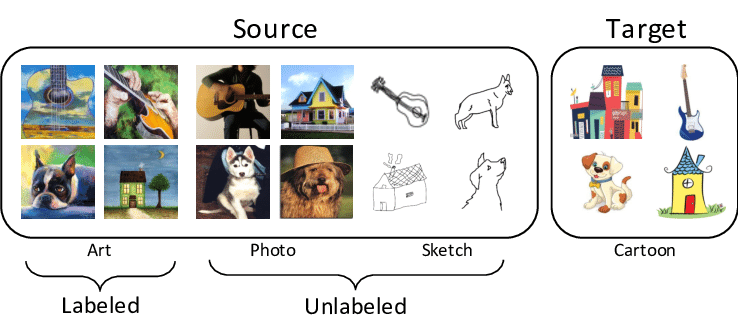 Source
Target
Art
Photo
Sketch
Cartoon
Labeled
Unlabeled